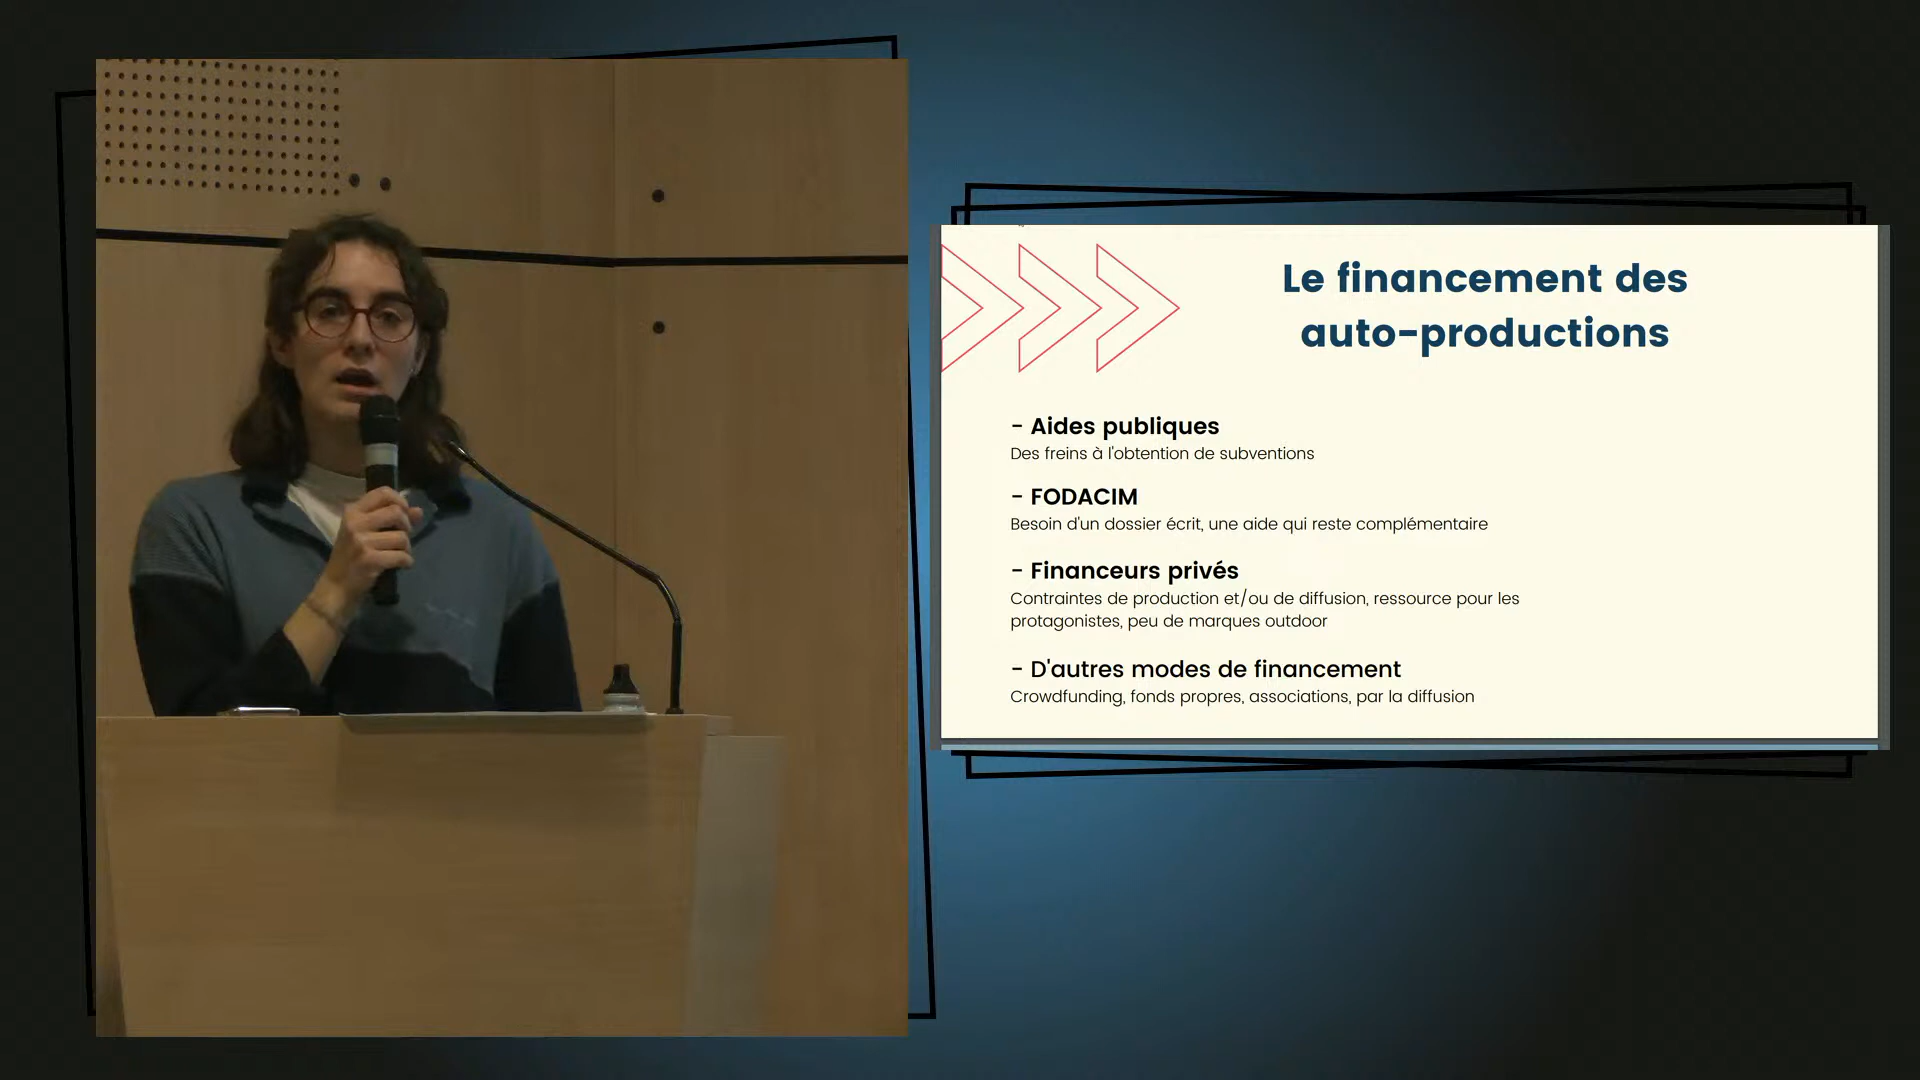 Le financement des
auto-productions
- Aides publiques
Des freins à l'obtention de subventions
- FODACIM
Besoin d'un dossier écrit, une aide qui reste complémentaire
- Financeurs privés
Contraintes de production et/ou de diffusion, ressource pour les
protagonistes, peu de marques outdoor
- D'autres modes de financement
Crowdfunding, fonds propres, associations, par la diffusion